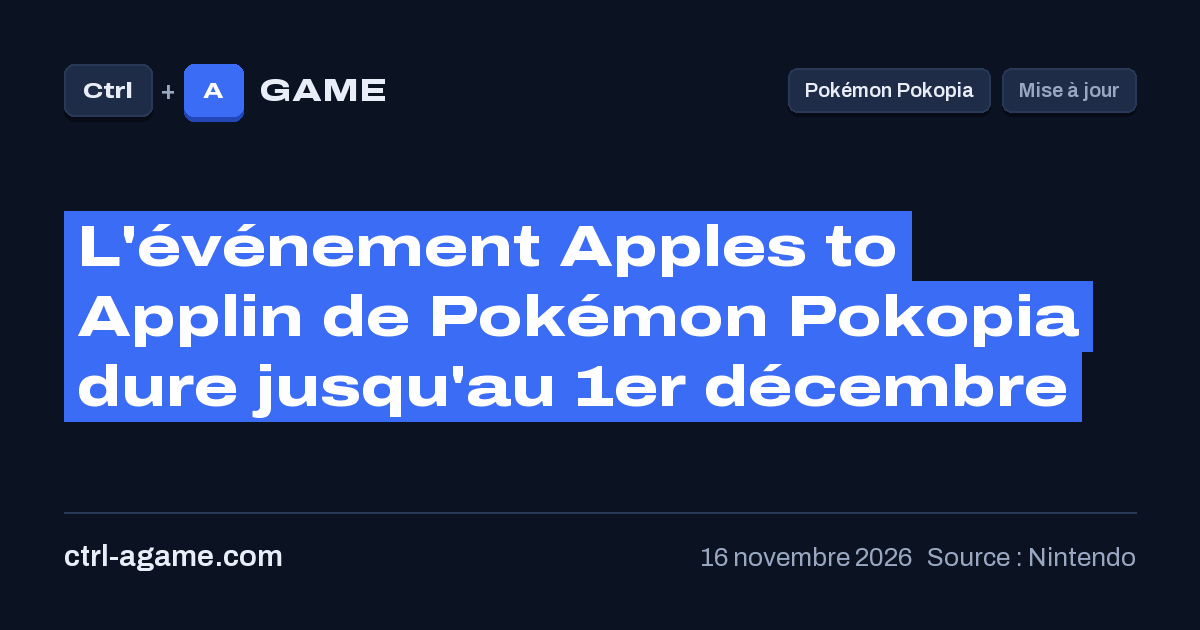 Ctrl + A GAME
Pokémon Pokopia
Mise à jour
L'événement Apples to
Applin de Pokémon Pokopia
dure jusqu'au 1er décembre
ctrl-agame.com
16 novembre 2026 Source : Nintendo